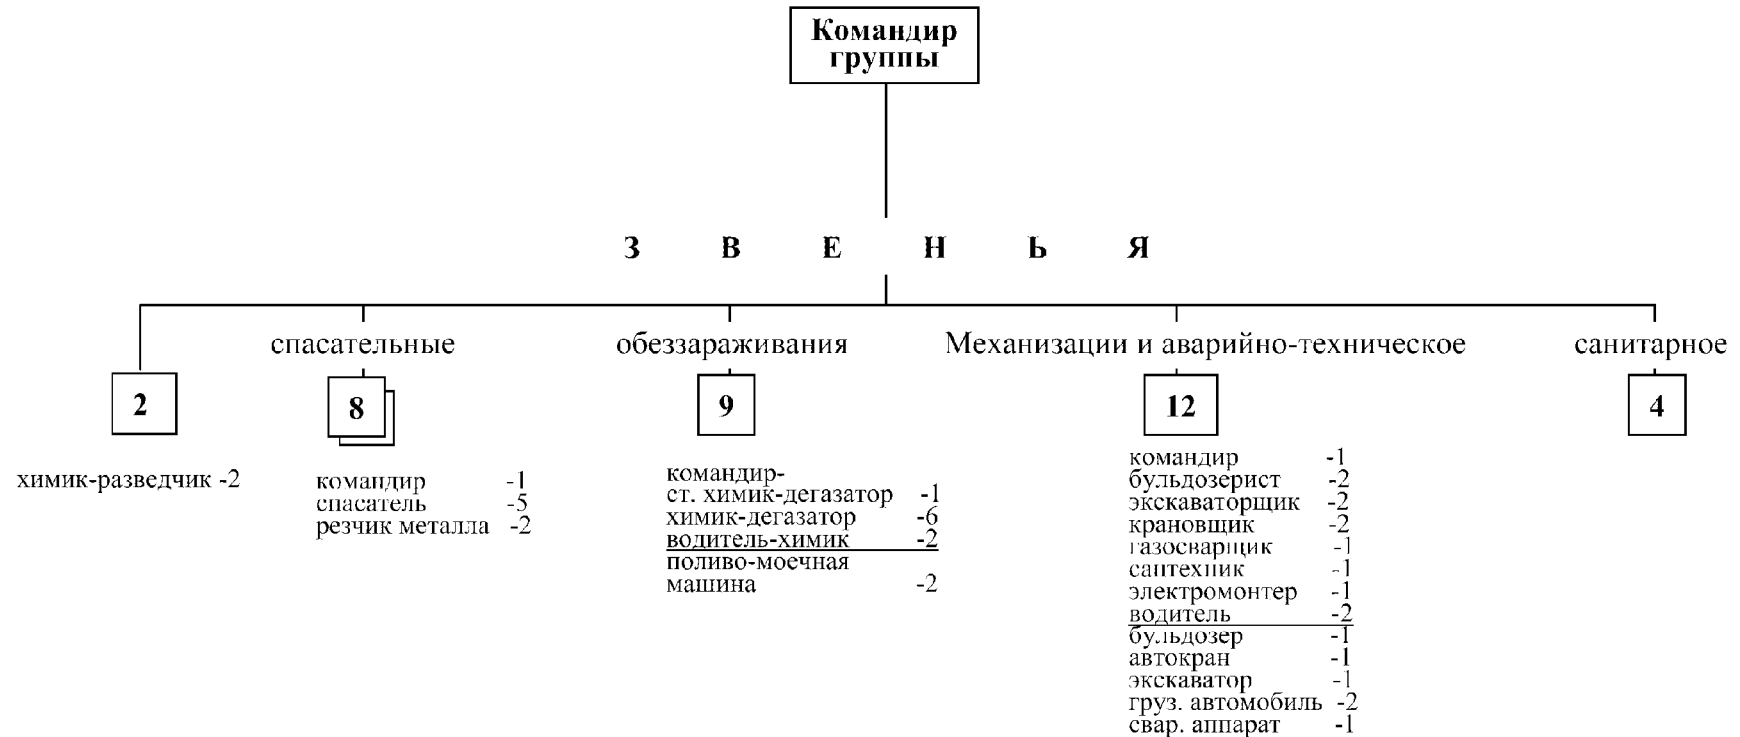 Командир
группы
З В Е Н Ь Я
спасательные
обеззараживания
Механизации и аварийно-техническое
санитарное
2
8
9
12
4
химик-разведчик -2
командир -1
спасатель -5
резчик металла -2
командир-
ст. химик-дегазатор -1
химик-дегазатор -6
водитель-химик -2
поливо-моечная
машина -2
командир -1
бульдозерист -2
экскаваторщик -2
крановщик -2
газосварщик -1
сантехник -1
электромонтер -1
водитель -2
бульдозер -1
автокран -1
экскаватор -1
груз. автомобиль -2
свар. аппарат -1